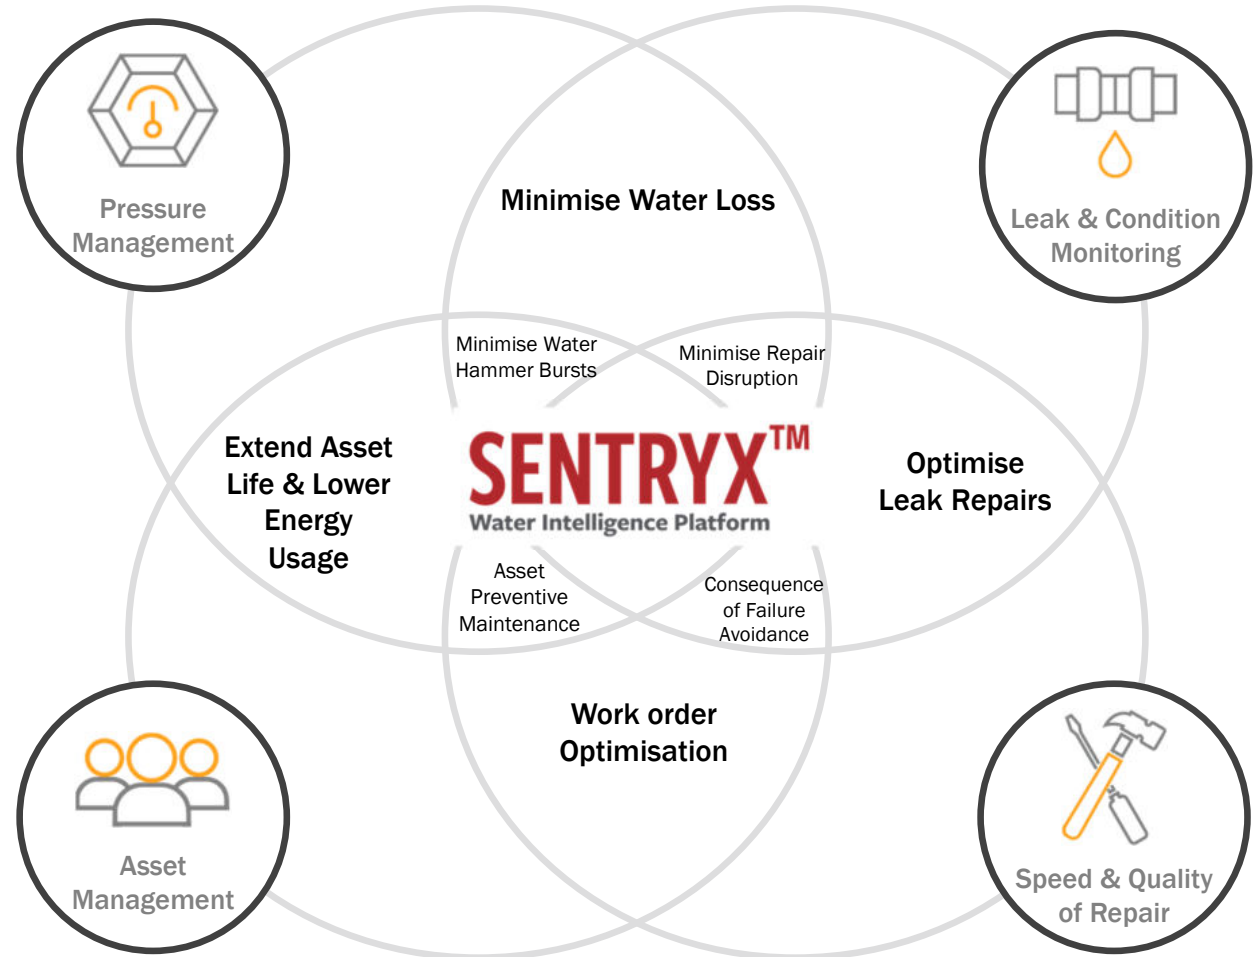 Pressure
Management
Leak & Condition
Monitoring
Minimise Water Loss
Minimise Water
Hammer Bursts
Minimise Repair
Disruption
Extend Asset
Life & Lower
Energy
Usage
SENTRYX™
Water Intelligence Platform
Optimise
Leak Repairs
Asset
Preventive
Maintenance
Consequence
of Failure
Avoidance
Work order
Optimisation
Asset
Management
Speed & Quality
of Repair